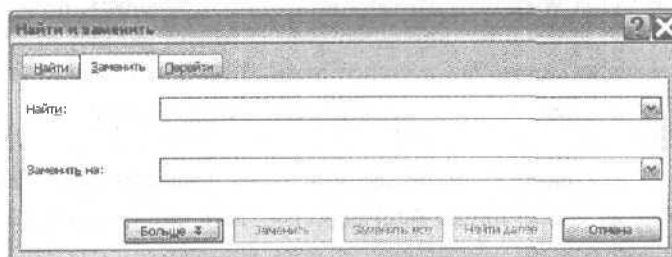 Найти и заменить
Найти Заменить Перейти
Найти:
Заменить на:
Больше Заменить Заменить все Найти далее Отмена